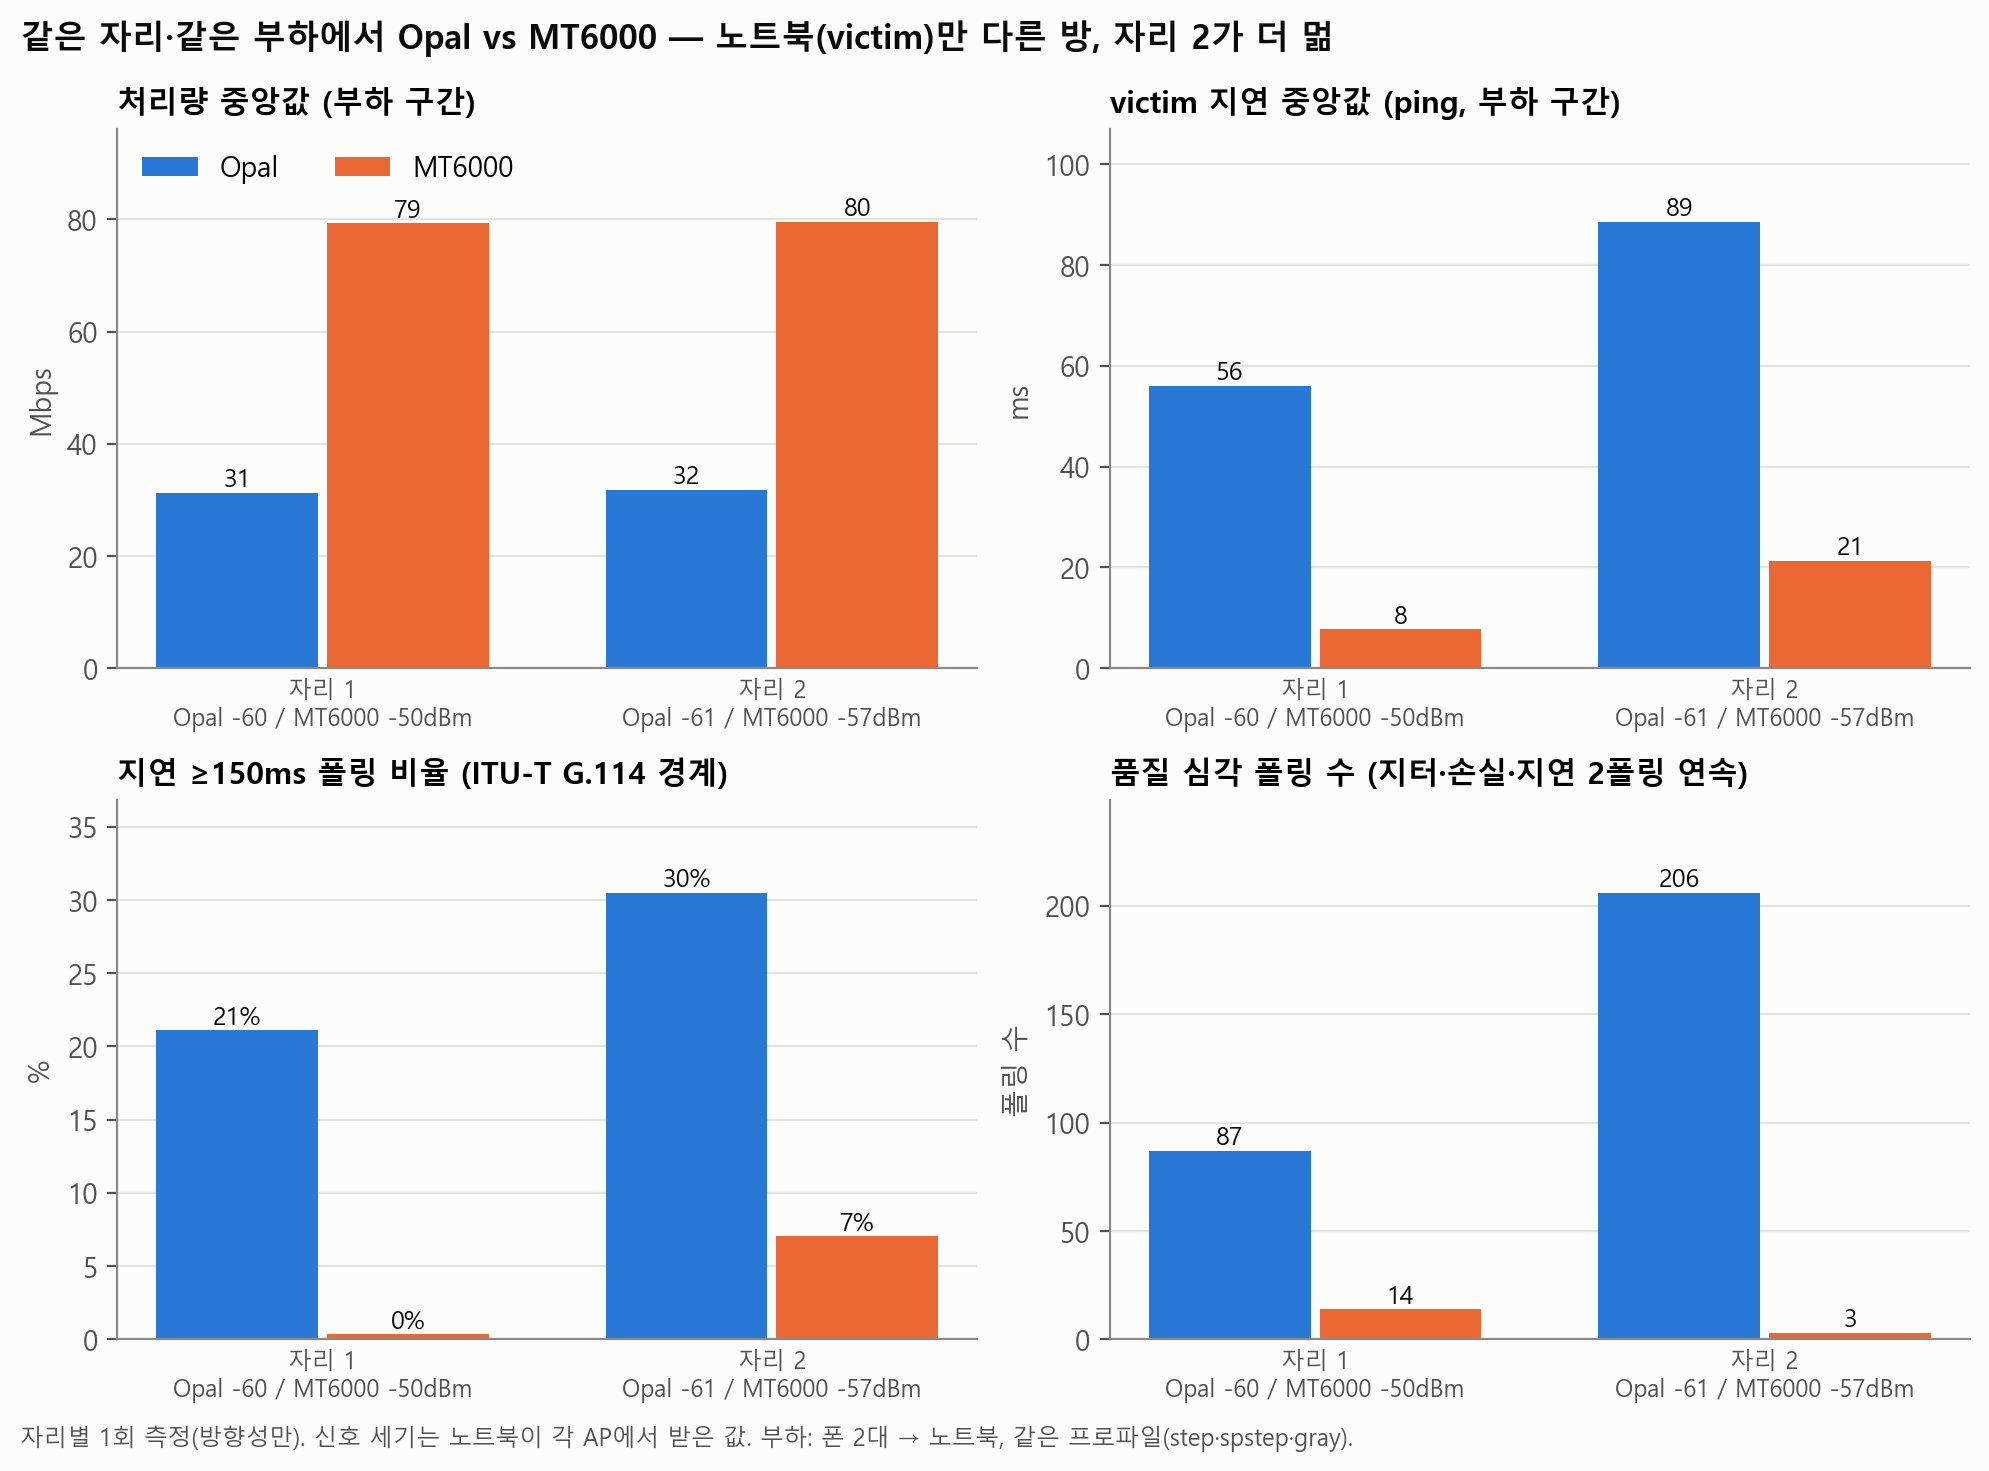 같은 자리·같은 부하에서 Opal vs MT6000 — 노트북(victim)만 다른 방, 자리 2가 더 멂
처리량 중앙값 (부하 구간)
Opal
MT6000
Mbps
80
60
40
20
0
31
79
32
80
자리 1
Opal -60 / MT6000 -50dBm
자리 2
Opal -61 / MT6000 -57dBm
victim 지연 중앙값 (ping, 부하 구간)
ms
100
80
60
40
20
0
56
8
89
21
자리 1
Opal -60 / MT6000 -50dBm
자리 2
Opal -61 / MT6000 -57dBm
지연 ≥150ms 폴링 비율 (ITU-T G.114 경계)
%
35
30
25
20
15
10
5
0
21%
0%
30%
7%
자리 1
Opal -60 / MT6000 -50dBm
자리 2
Opal -61 / MT6000 -57dBm
품질 심각 폴링 수 (지터·손실·지연 2폴링 연속)
폴링 수
200
150
100
50
0
87
14
206
3
자리 1
Opal -60 / MT6000 -50dBm
자리 2
Opal -61 / MT6000 -57dBm
자리별 1회 측정(방향성만). 신호 세기는 노트북이 각 AP에서 받은 값. 부하: 폰 2대 → 노트북, 같은 프로파일(step·spstep·gray).